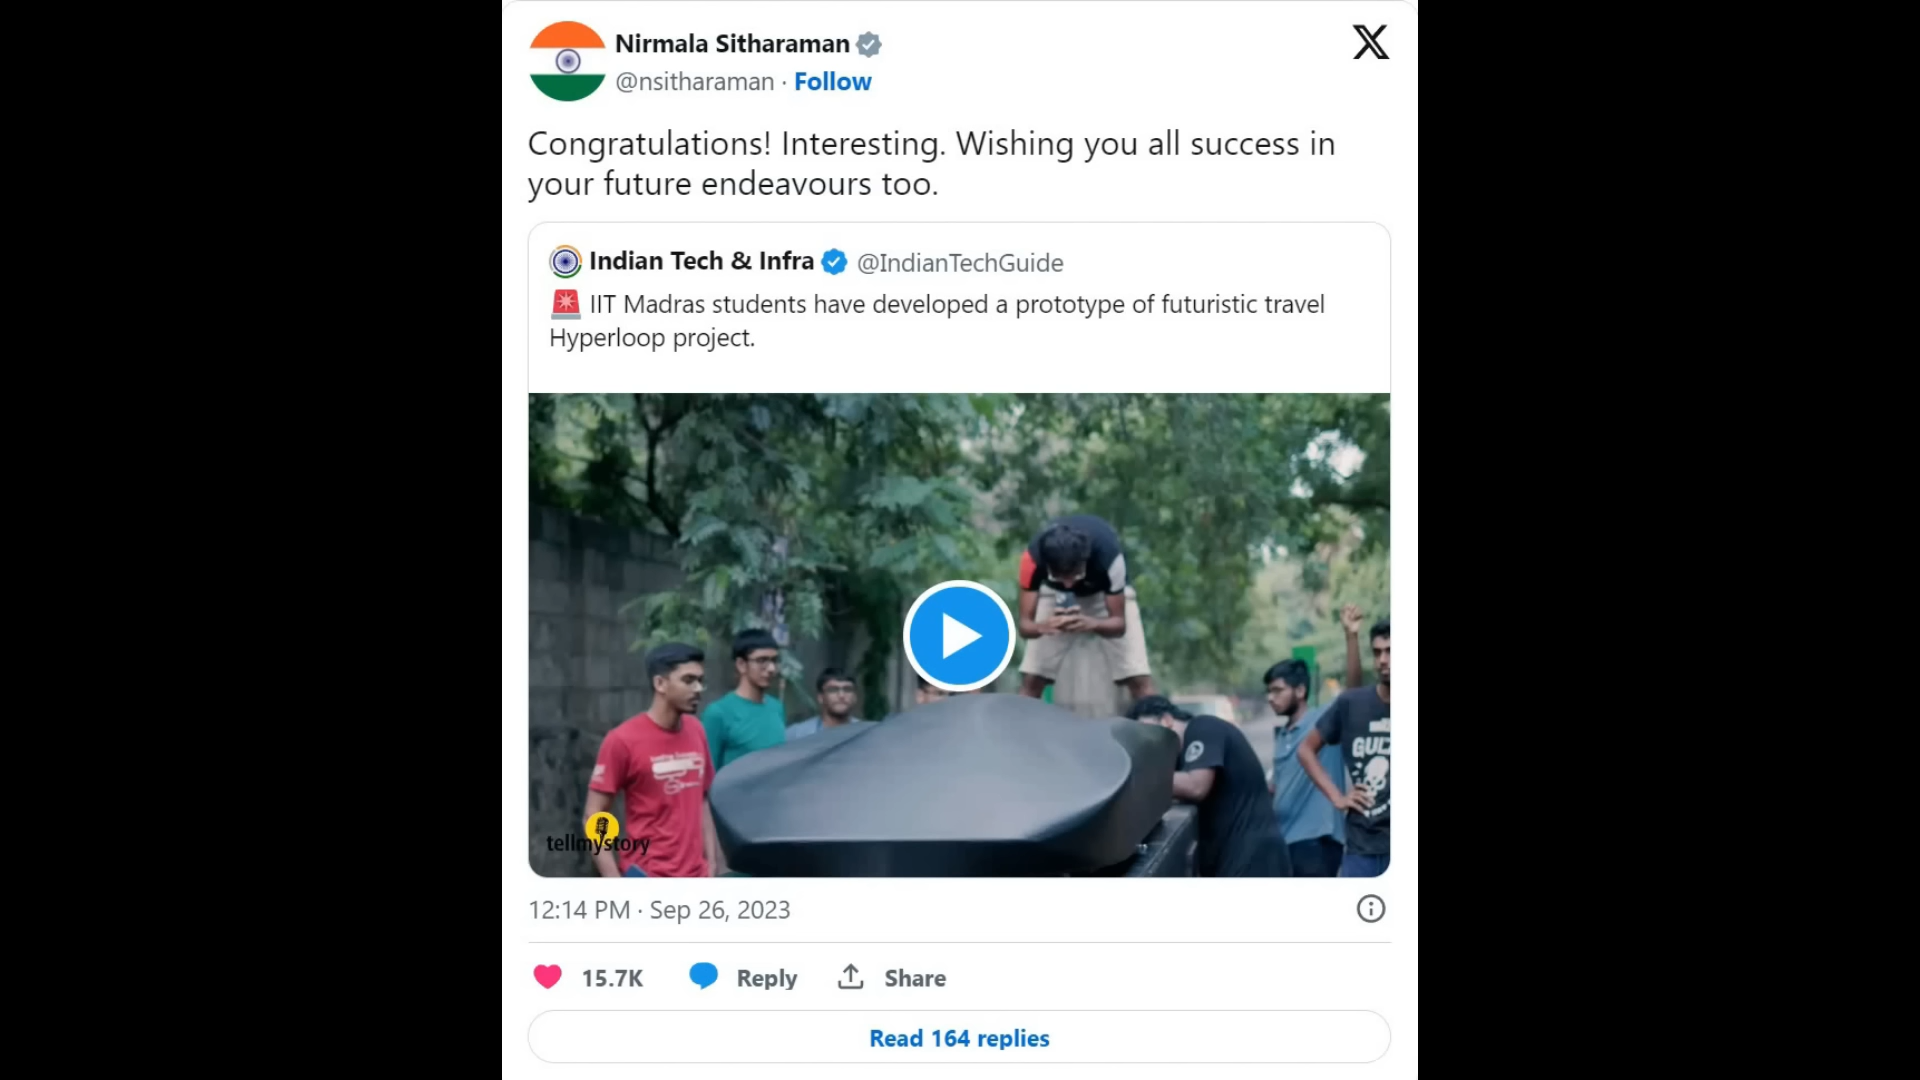 Nirmala Sitharaman
@nsitharaman · Follow
Congratulations! Interesting. Wishing you all success in
your future endeavours too.
Indian Tech & Infra @IndianTechGuide
🚨 IIT Madras students have developed a prototype of futuristic travel
Hyperloop project.
GUL
tellmystory
12:14 PM · Sep 26, 2023
15.7K Reply Share
Read 164 replies